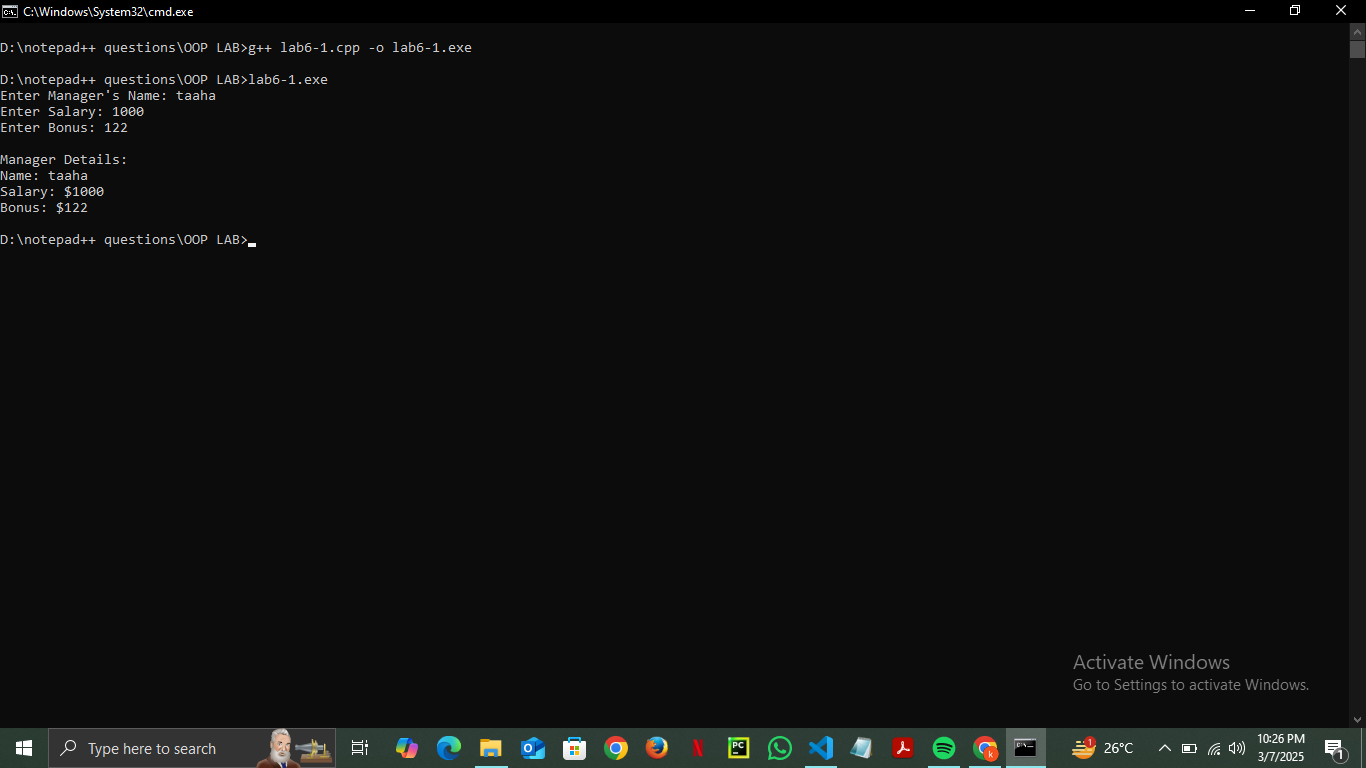 C:\Windows\System32\cmd.exe
D:\notepad++ questions\OOP LAB>g++ lab6-1.cpp -o lab6-1.exe
D:\notepad++ questions\OOP LAB>lab6-1.exe
Enter Manager's Name: taaha
Enter Salary: 1000
Enter Bonus: 122
Manager Details:
Name: taaha
Salary: $1000
Bonus: $122
D:\notepad++ questions\OOP LAB>
Activate Windows
Go to Settings to activate Windows.
Type here to search
PC
k
1
26°C
10:26 PM
3/7/2025
1